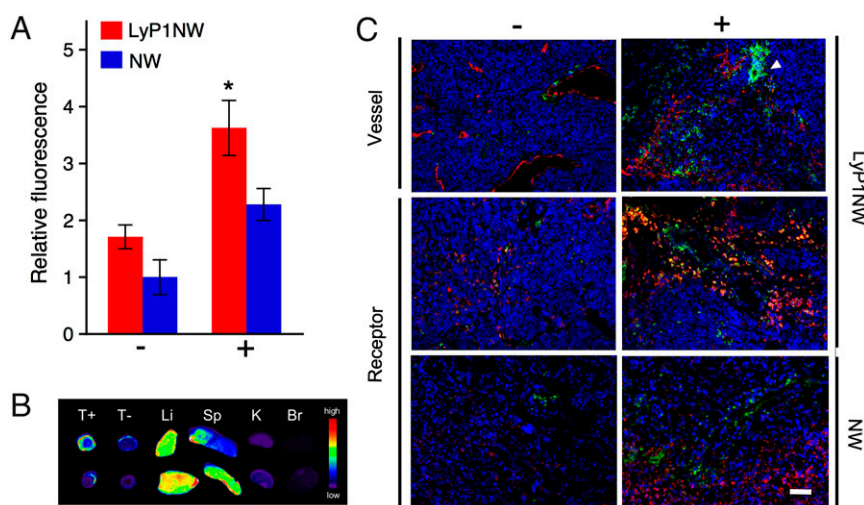 A
LyP1NW
NW
Relative fluorescence
5
4
3
2
1
0
*
-
+
B
T+ T- Li Sp K Br
high
low
C
-
+
Vessel
Receptor
LyP1NW
NW